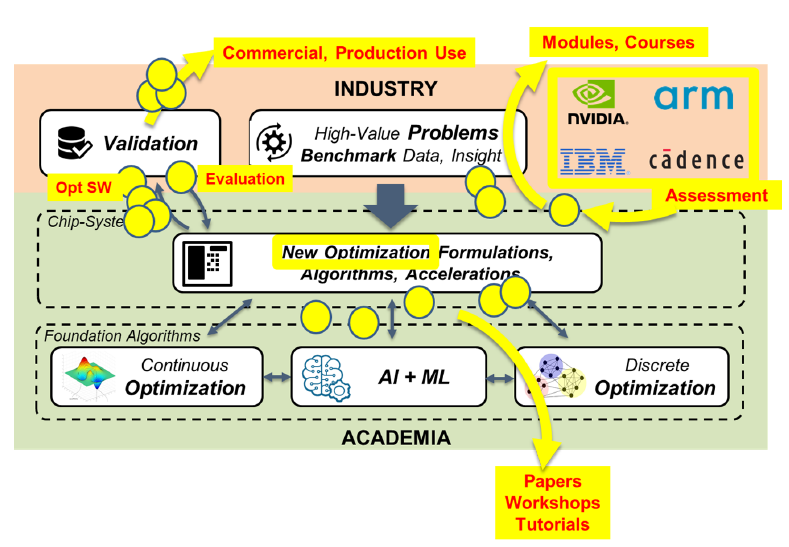 Commercial, Production Use
Modules, Courses
INDUSTRY
NVIDIA.
arm
IBM
cādence
Validation
High-Value Problems
Benchmark Data, Insight
Opt SW
Evaluation
Assessment
Chip-Syste
New Optimization Formulations,
Algorithms, Accelerations
Foundation Algorithms
Continuous
Optimization
AI + ML
Discrete
Optimization
ACADEMIA
Papers
Workshops
Tutorials